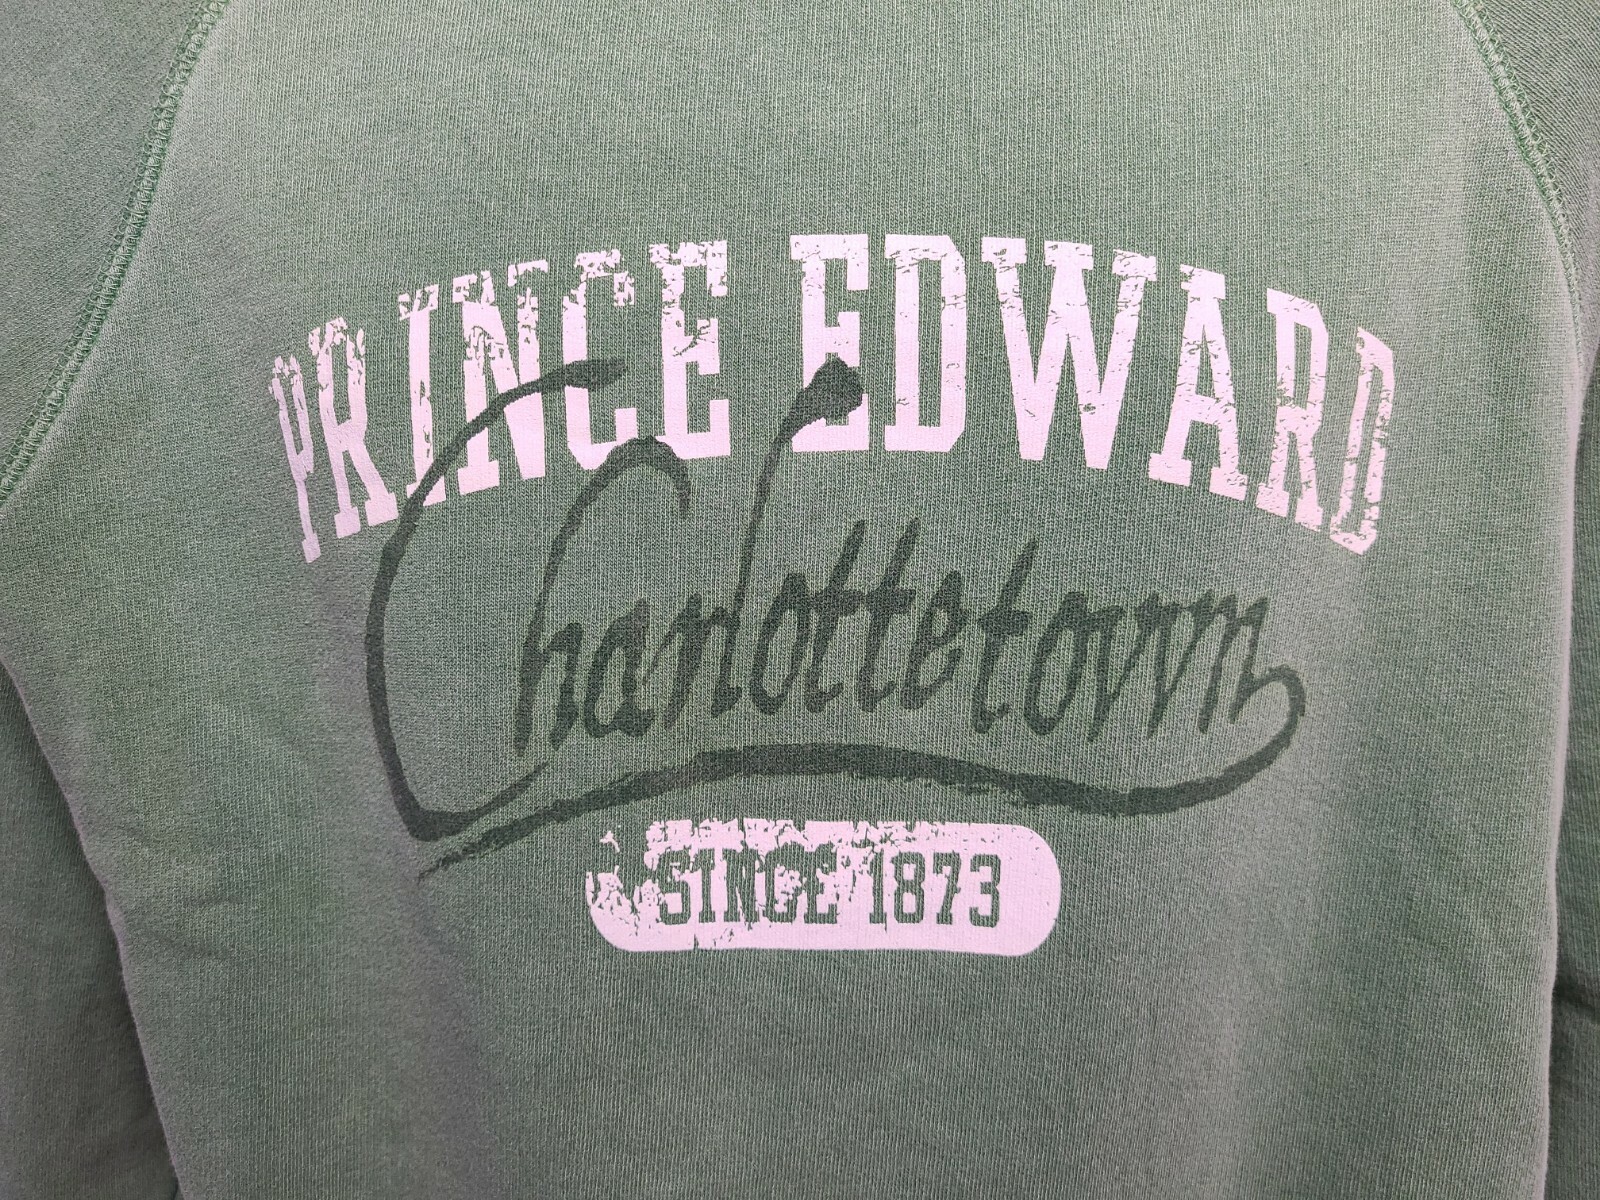 PRINCE EDWARD
Charlottetown
SINCE 1873